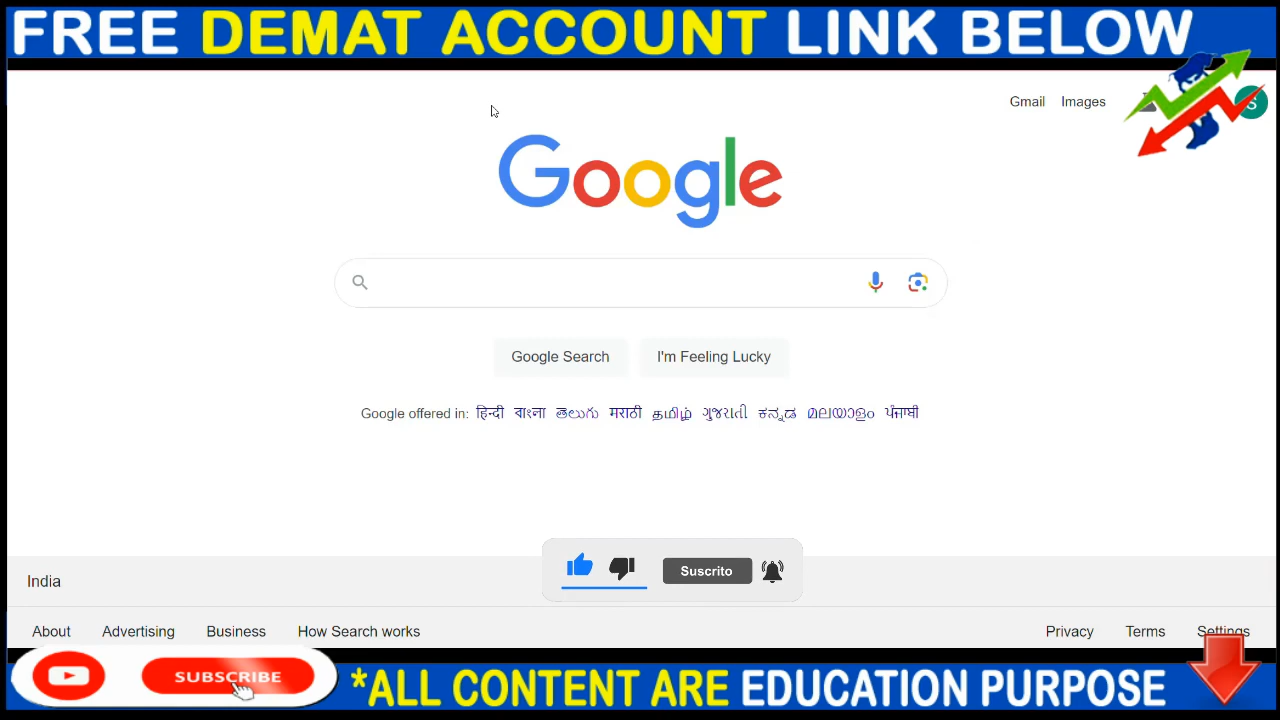 FREE DEMAT ACCOUNT LINK BELOW
Gmail Images
S
Google
Google Search I'm Feeling Lucky
Google offered in: हिन्दी বাংলা తెలుగు मराठी தமிழ் ગુજરાતી ಕನ್ನಡ മലയാളം ਪੰਜਾਬੀ
Suscrito
India
About Advertising Business How Search works Privacy Terms Settings
SUBSCRIBE
*ALL CONTENT ARE EDUCATION PURPOSE